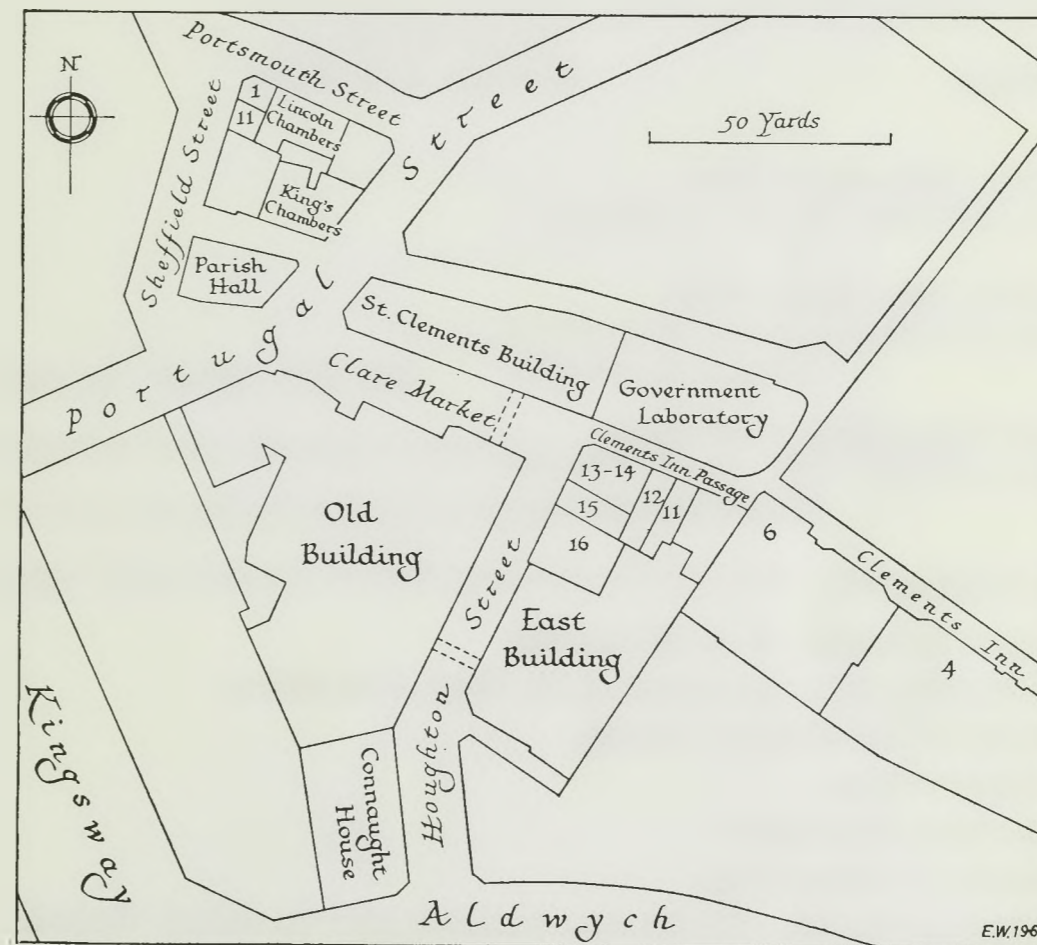 Portsmouth Street
N
1
Lincoln
Chambers
11
Sheffield Street
Street
50 Yards
King's
Chambers
Parish
Hall
Portugal
St. Clements Building
Clare Market
Government
Laboratory
Clements Inn Passage
13-14
12
11
15
16
6
Old
Building
Street
East
Building
Clements Inn
4
Kingsway
Houghton
Connaught
House
Aldwych
E.W.196